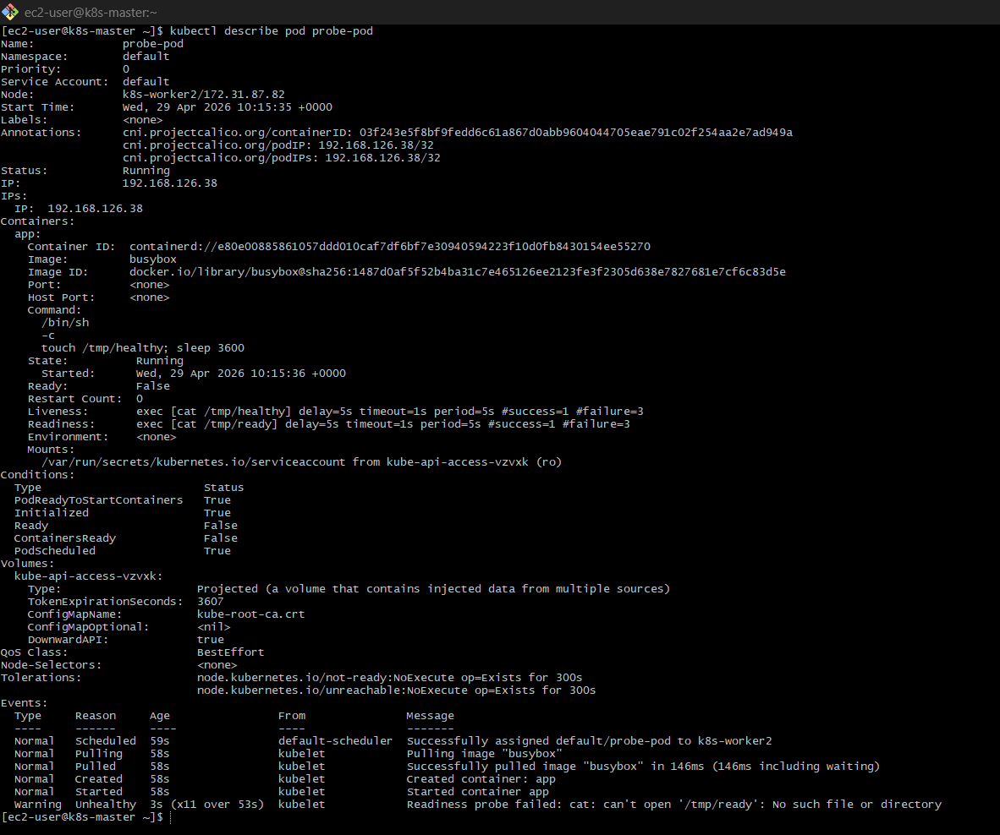 ec2-user@k8s-master:~
[ec2-user@k8s-master ~]$ kubectl describe pod probe-pod
Name:             probe-pod
Namespace:        default
Priority:         0
Service Account:  default
Node:             k8s-worker2/172.31.87.82
Start Time:       Wed, 29 Apr 2026 10:15:35 +0000
Labels:           <none>
Annotations:      cni.projectcalico.org/containerID: 03f243e5f8bf9fedd6c61a867d0abb9604044705eae791c02f254aa2e7ad949a
                  cni.projectcalico.org/podIP: 192.168.126.38/32
                  cni.projectcalico.org/podIPs: 192.168.126.38/32
Status:           Running
IP:               192.168.126.38
IPs:
  IP:  192.168.126.38
Containers:
  app:
    Container ID:  containerd://e80e00885861057ddd010caf7df6bf7e30940594223f10d0fb8430154ee55270
    Image:         busybox
    Image ID:      docker.io/library/busybox@sha256:1487d0af5f52b4ba31c7e465126ee2123fe3f2305d638e7827681e7cf6c83d5e
    Port:          <none>
    Host Port:     <none>
    Command:
      /bin/sh
      -c
      touch /tmp/healthy; sleep 3600
    State:          Running
      Started:      Wed, 29 Apr 2026 10:15:36 +0000
    Ready:          False
    Restart Count:  0
    Liveness:       exec [cat /tmp/healthy] delay=5s timeout=1s period=5s #success=1 #failure=3
    Readiness:      exec [cat /tmp/ready] delay=5s timeout=1s period=5s #success=1 #failure=3
    Environment:    <none>
    Mounts:
      /var/run/secrets/kubernetes.io/serviceaccount from kube-api-access-vzvxk (ro)
Conditions:
  Type                        Status
  PodReadyToStartContainers   True
  Initialized                 True
  Ready                       False
  ContainersReady             False
  PodScheduled                True
Volumes:
  kube-api-access-vzvxk:
    Type:                    Projected (a volume that contains injected data from multiple sources)
    TokenExpirationSeconds:  3607
    ConfigMapName:           kube-root-ca.crt
    ConfigMapOptional:       <nil>
    DownwardAPI:             true
QoS Class:                   BestEffort
Node-Selectors:              <none>
Tolerations:                 node.kubernetes.io/not-ready:NoExecute op=Exists for 300s
                             node.kubernetes.io/unreachable:NoExecute op=Exists for 300s
Events:
  Type     Reason     Age                From               Message
  ----     ------     ----               ----               -------
  Normal   Scheduled  59s                default-scheduler  Successfully assigned default/probe-pod to k8s-worker2
  Normal   Pulling    58s                kubelet            Pulling image "busybox"
  Normal   Pulled     58s                kubelet            Successfully pulled image "busybox" in 146ms (146ms including waiting)
  Normal   Created    58s                kubelet            Created container: app
  Normal   Started    58s                kubelet            Started container app
  Warning  Unhealthy  3s (x11 over 53s)  kubelet            Readiness probe failed: cat: can't open '/tmp/ready': No such file or directory
[ec2-user@k8s-master ~]$